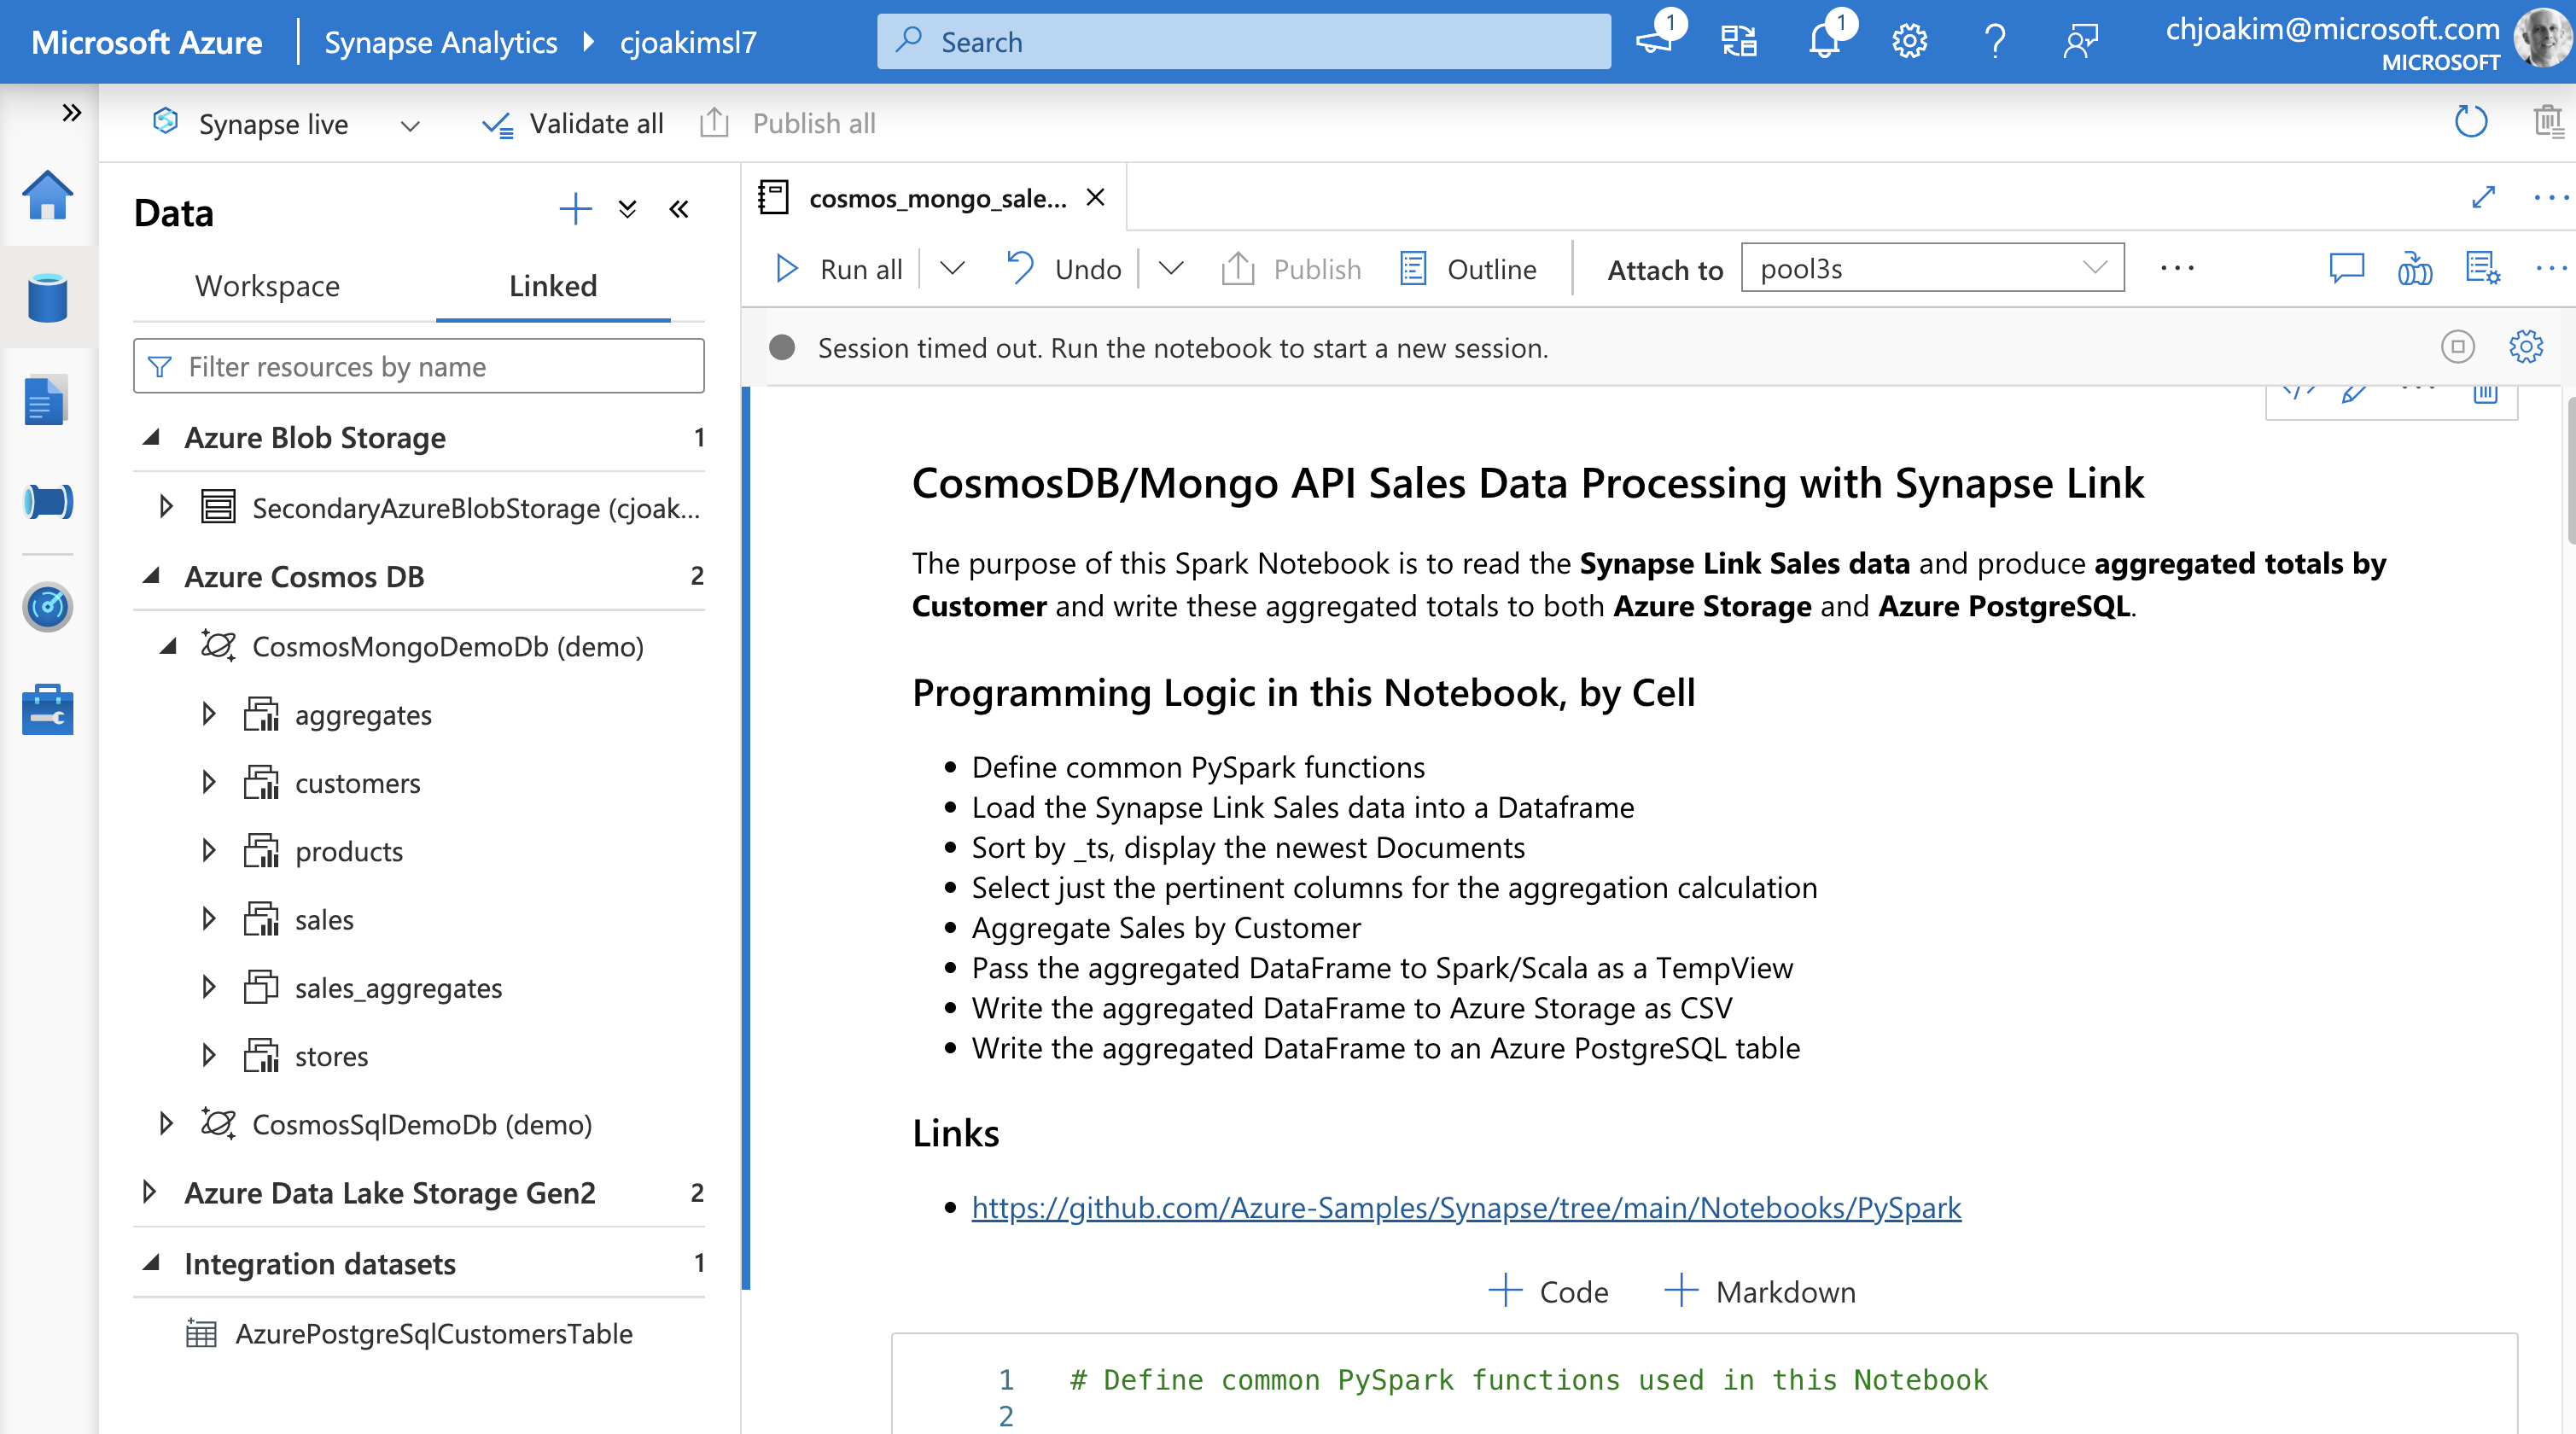 Microsoft Azure
Synapse Analytics
cjoakimsl7
Search
1
1
chjoakim@microsoft.com
MICROSOFT
Synapse live
Validate all
Publish all
Data
Workspace
Linked
Filter resources by name
Azure Blob Storage 1
SecondaryAzureBlobStorage (cjoak...
Azure Cosmos DB 2
CosmosMongoDemoDb (demo)
aggregates
customers
products
sales
sales_aggregates
stores
CosmosSqlDemoDb (demo)
Azure Data Lake Storage Gen2 2
Integration datasets 1
AzurePostgreSqlCustomersTable
cosmos_mongo_sale...
Run all
Undo
Publish
Outline
Attach to
pool3s
Session timed out. Run the notebook to start a new session.
CosmosDB/Mongo API Sales Data Processing with Synapse Link
The purpose of this Spark Notebook is to read the Synapse Link Sales data and produce aggregated totals by
Customer and write these aggregated totals to both Azure Storage and Azure PostgreSQL.
Programming Logic in this Notebook, by Cell
• Define common PySpark functions
• Load the Synapse Link Sales data into a Dataframe
• Sort by _ts, display the newest Documents
• Select just the pertinent columns for the aggregation calculation
• Aggregate Sales by Customer
• Pass the aggregated DataFrame to Spark/Scala as a TempView
• Write the aggregated DataFrame to Azure Storage as CSV
• Write the aggregated DataFrame to an Azure PostgreSQL table
Links
• https://github.com/Azure-Samples/Synapse/tree/main/Notebooks/PySpark
+ Code
+ Markdown
1 # Define common PySpark functions used in this Notebook
2